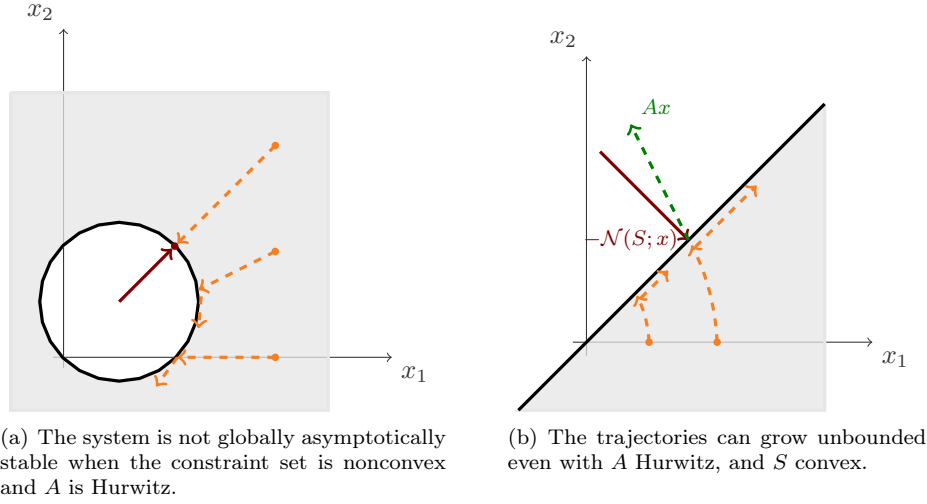 x₂
x₁
(a) The system is not globally asymptotically
stable when the constraint set is nonconvex
and A is Hurwitz.
x₂
Ax
−𝒩(S; x)
x₁
(b) The trajectories can grow unbounded
even with A Hurwitz, and S convex.